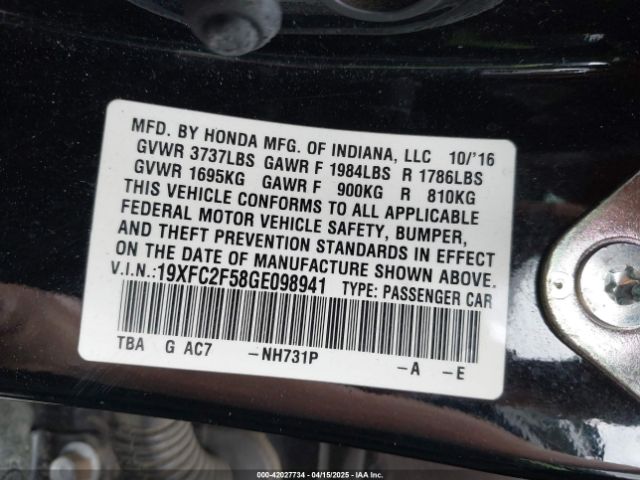 MFD. BY HONDA MFG. OF INDIANA, LLC 10/'16
GVWR 3737LBS GAWR F 1984LBS R 1786LBS
GVWR 1695KG GAWR F 900KG R 810KG
THIS VEHICLE CONFORMS TO ALL APPLICABLE
FEDERAL MOTOR VEHICLE SAFETY, BUMPER,
AND THEFT PREVENTION STANDARDS IN EFFECT
ON THE DATE OF MANUFACTURE SHOWN ABOVE.
V.I.N.:19XFC2F58GE098941 TYPE: PASSENGER CAR
TBA G AC7 -NH731P -A -E
000-42027734 - 04/15/2025 - IAA Inc.